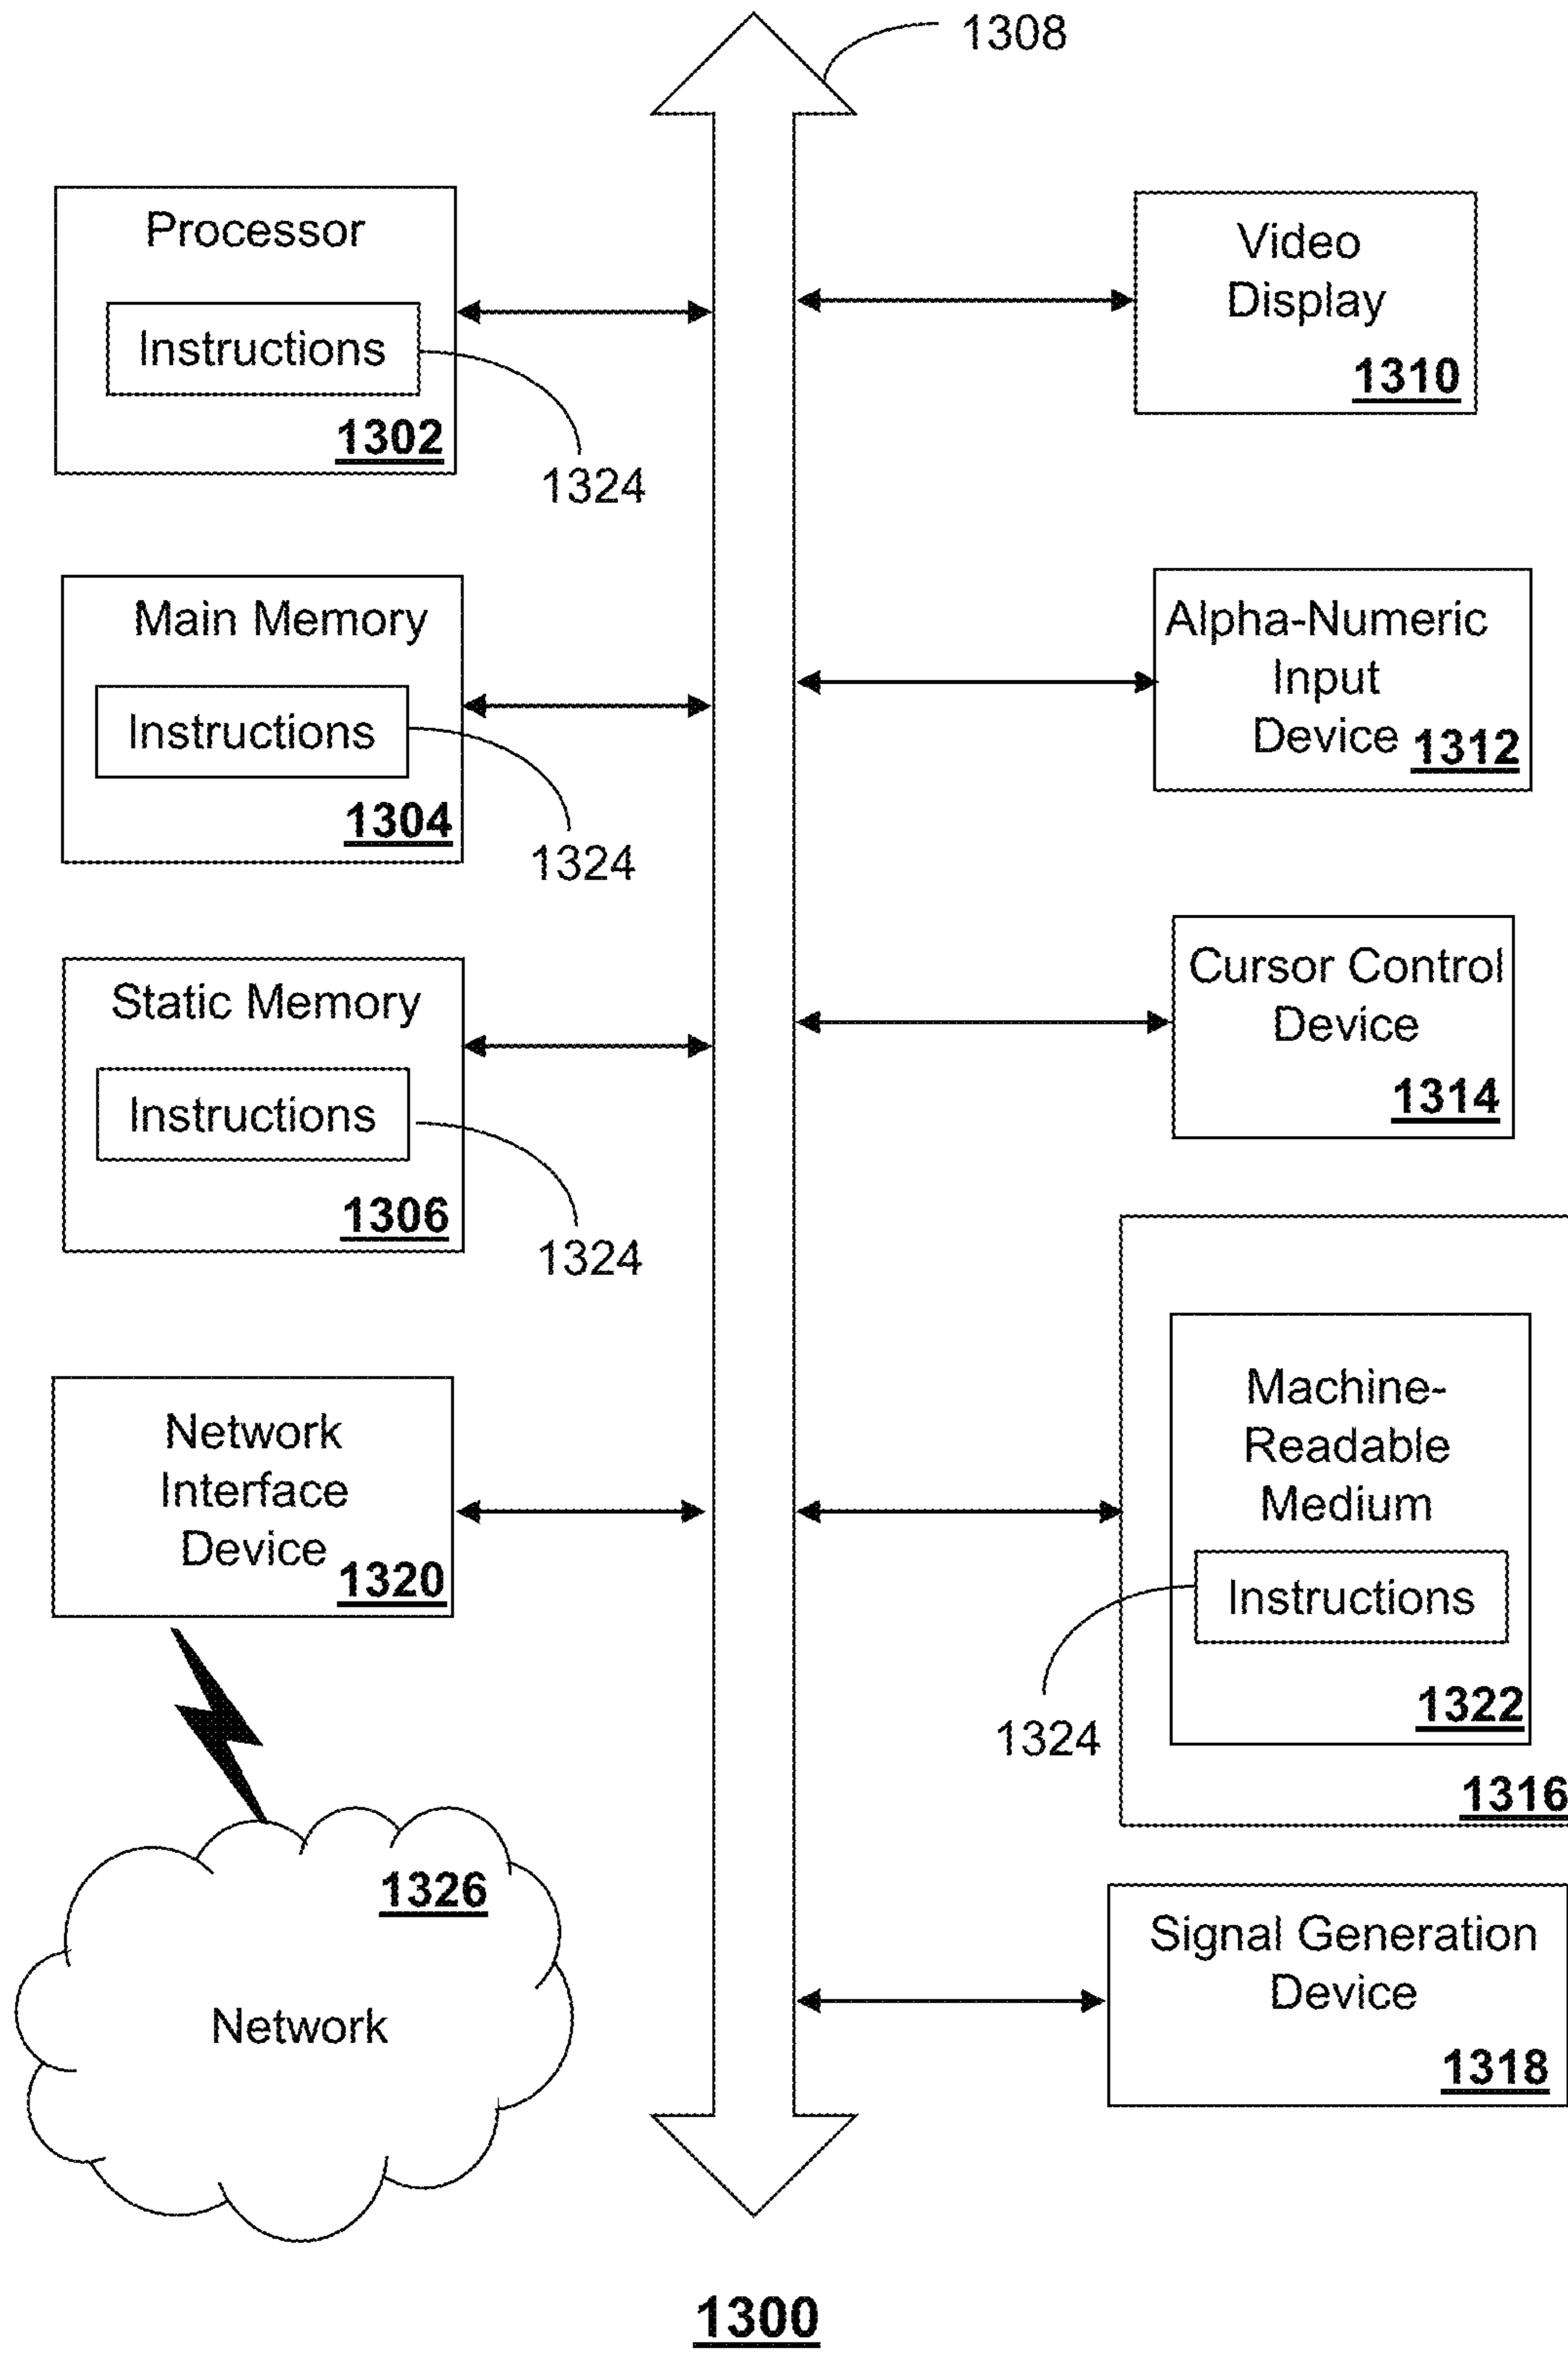 1308
Processor
Instructions
1302
1324
Main Memory
Instructions
1304
1324
Static Memory
Instructions
1306
1324
Network
Interface
Device
1320
1326
Network
Video
Display
1310
Alpha-Numeric
Input
Device
1312
Cursor Control
Device
1314
Machine-
Readable
Medium
Instructions
1322
1324
1316
Signal Generation
Device
1318
1300